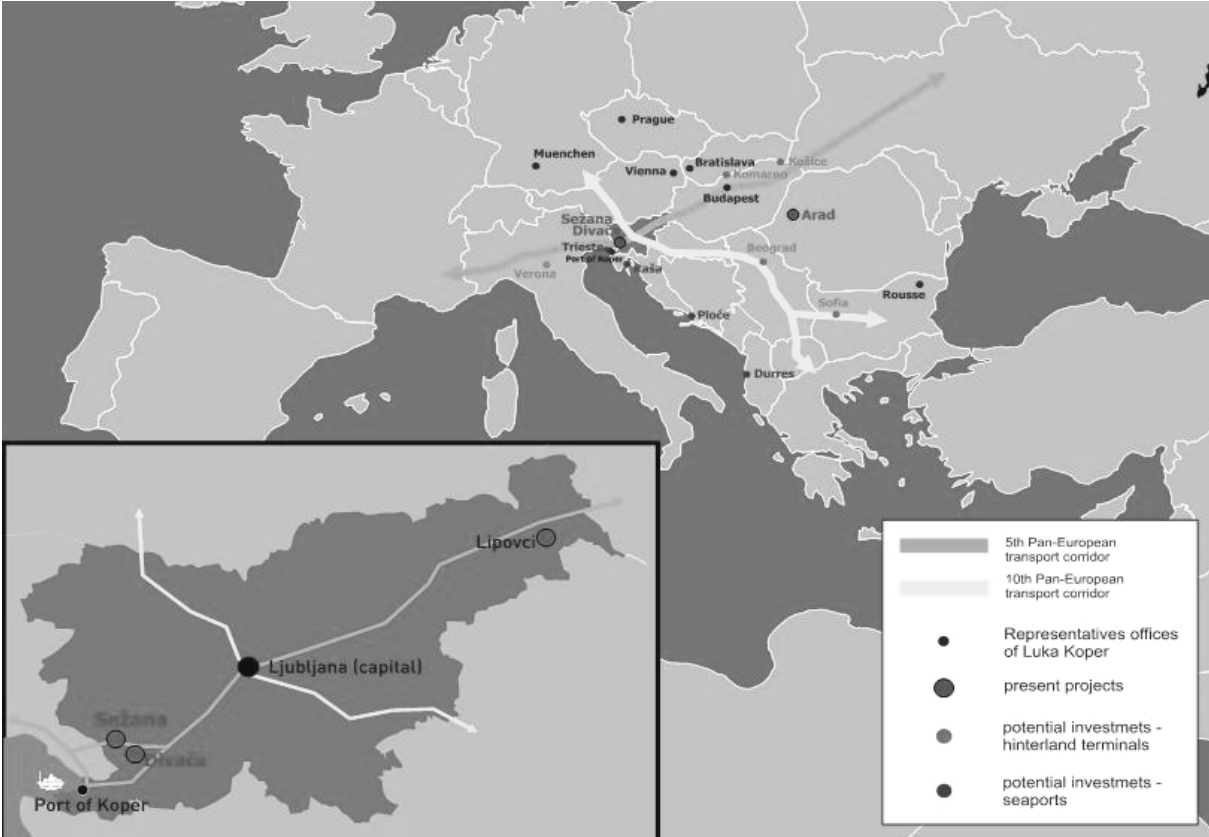 Prague
Muenchen
Bratislava
Košice
Vienna
Komarno
Budapest
Sežana
Divač
Arad
Trieste
Port of Koper
Beograd
Verona
Raša
Rousse
Sofia
Ploče
Durres
Lipovci
Ljubljana (capital)
Sežana
Divača
Port of Koper
5th Pan-European
transport corridor
10th Pan-European
transport corridor
Representatives offices
of Luka Koper
present projects
potential investmets -
hinterland terminals
potential investmets -
seaports